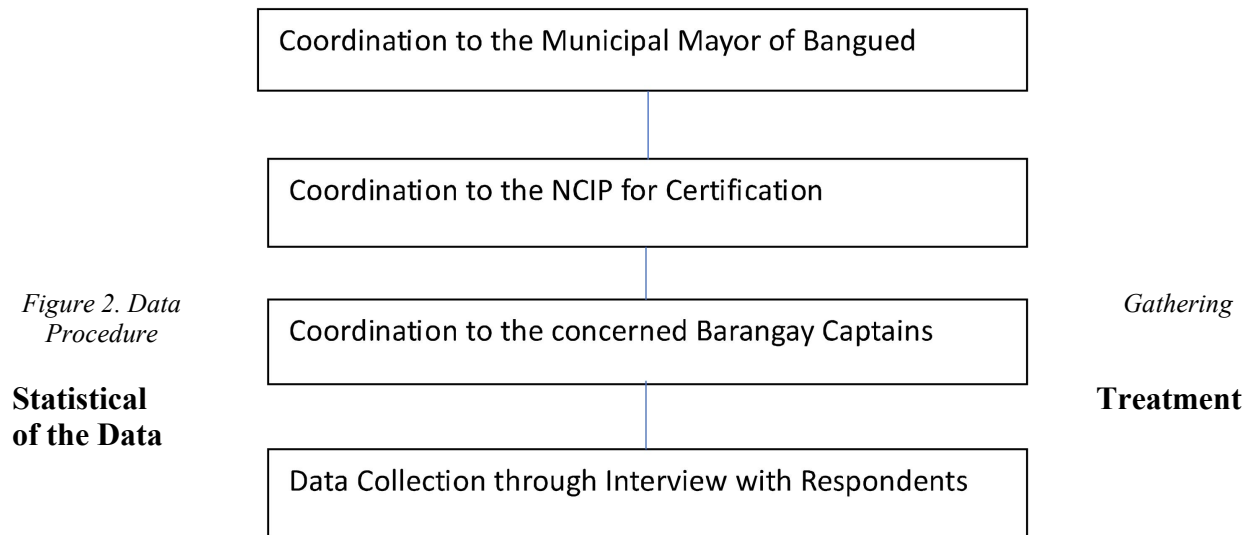 Coordination to the Municipal Mayor of Bangued
Coordination to the NCIP for Certification
Coordination to the concerned Barangay Captains
Data Collection through Interview with Respondents
Figure 2. Data Gathering
Procedure
Statistical Treatment
of the Data